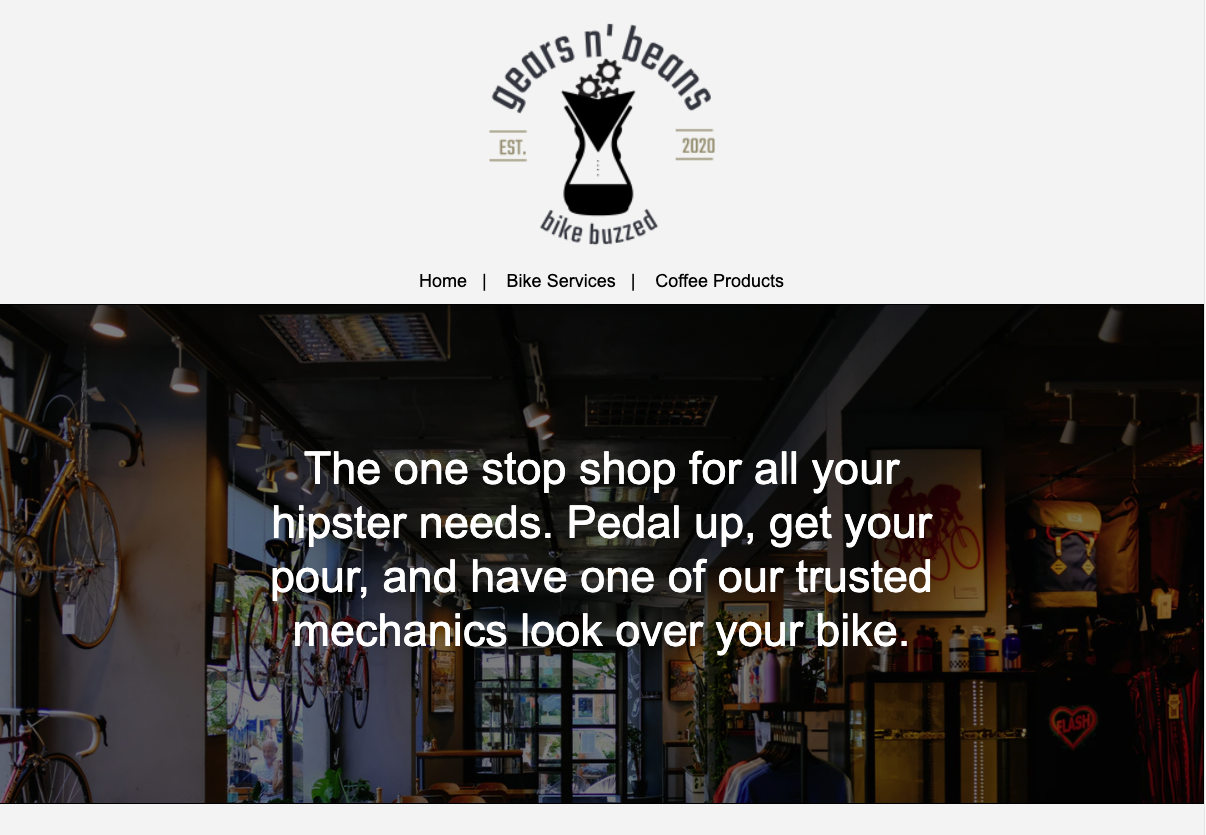 gears n' beans
EST. 2020
bike buzzed
Home | Bike Services | Coffee Products
The one stop shop for all your
hipster needs. Pedal up, get your
pour, and have one of our trusted
mechanics look over your bike.
FLASH